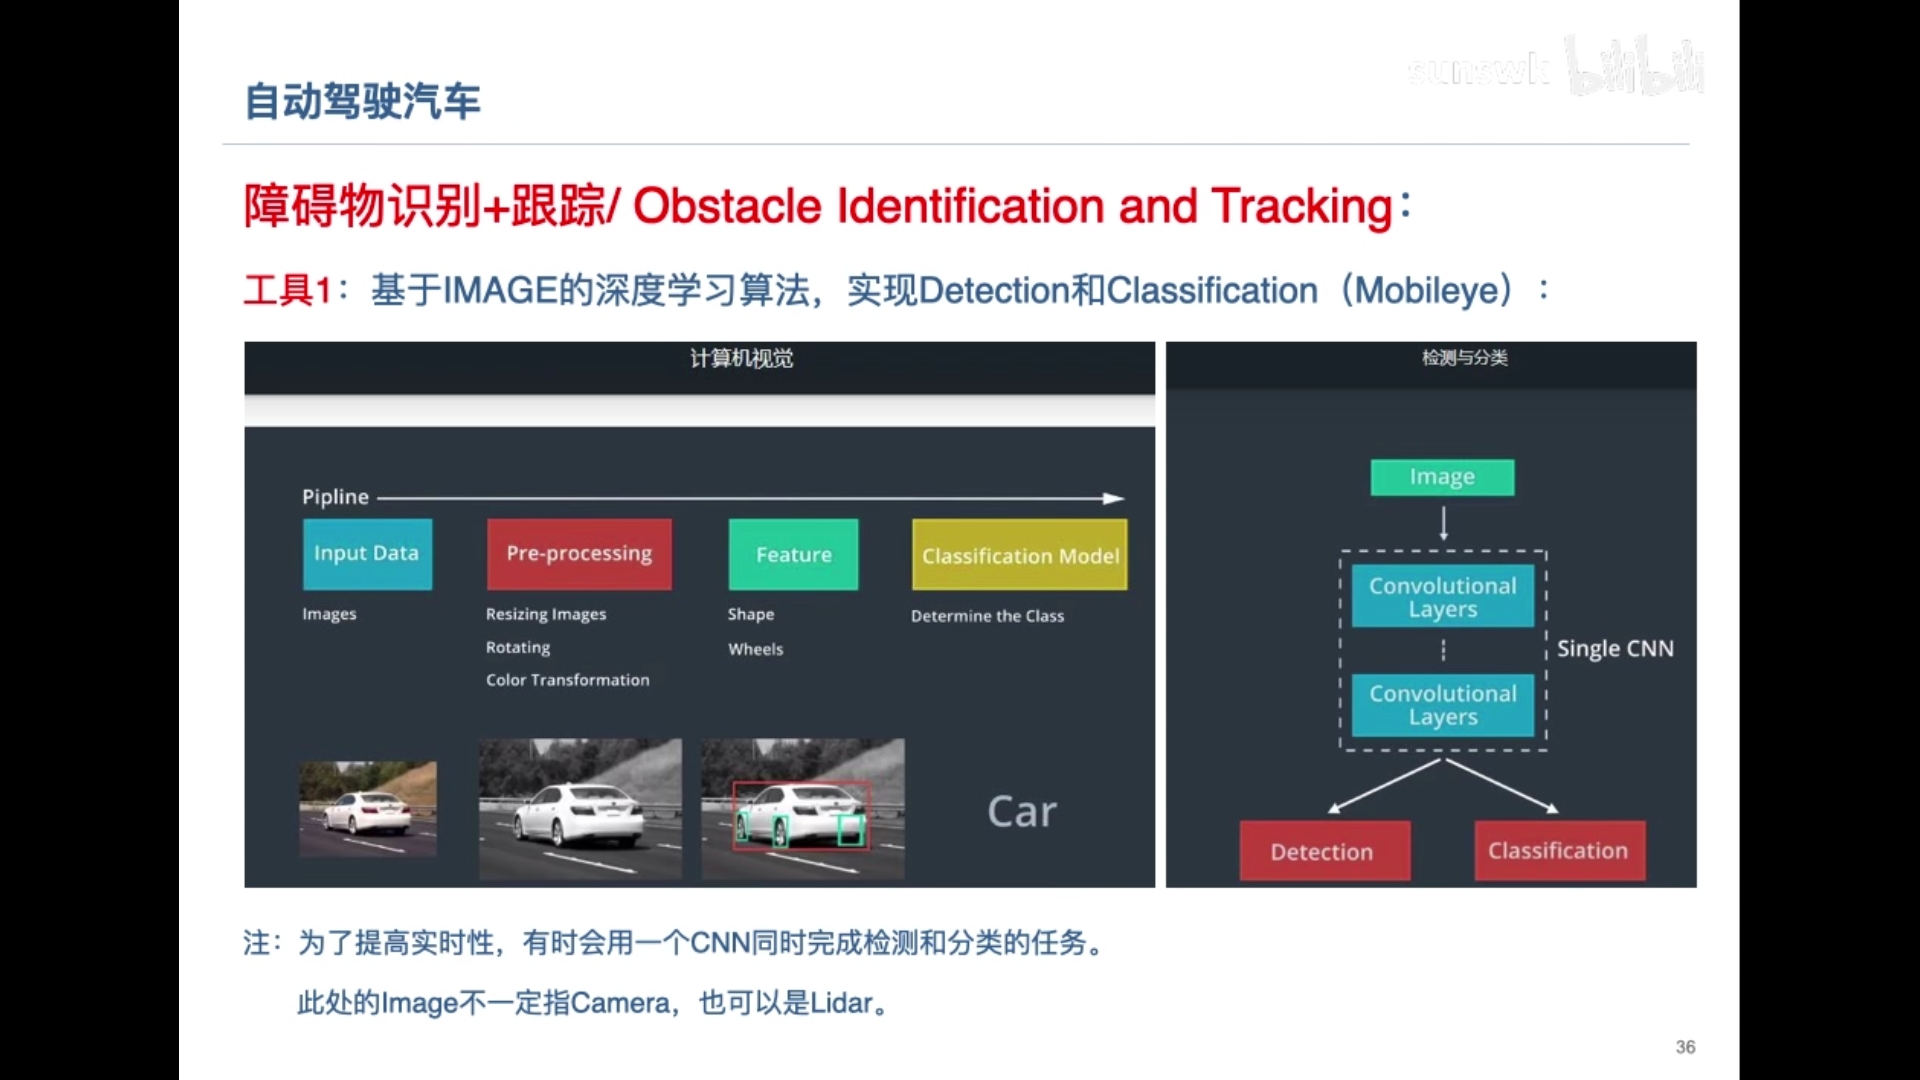 sunswk bilibili
自动驾驶汽车
障碍物识别+跟踪/ Obstacle Identification and Tracking：
工具1：基于IMAGE的深度学习算法，实现Detection和Classification（Mobileye）：
计算机视觉
Pipline
Input Data
Pre-processing
Feature
Classification Model
Images
Resizing Images
Shape
Determine the Class
Rotating
Wheels
Color Transformation
Car
检测与分类
Image
Convolutional
Layers
Single CNN
Convolutional
Layers
Detection
Classification
注：为了提高实时性，有时会用一个CNN同时完成检测和分类的任务。
此处的Image不一定指Camera，也可以是Lidar。
36